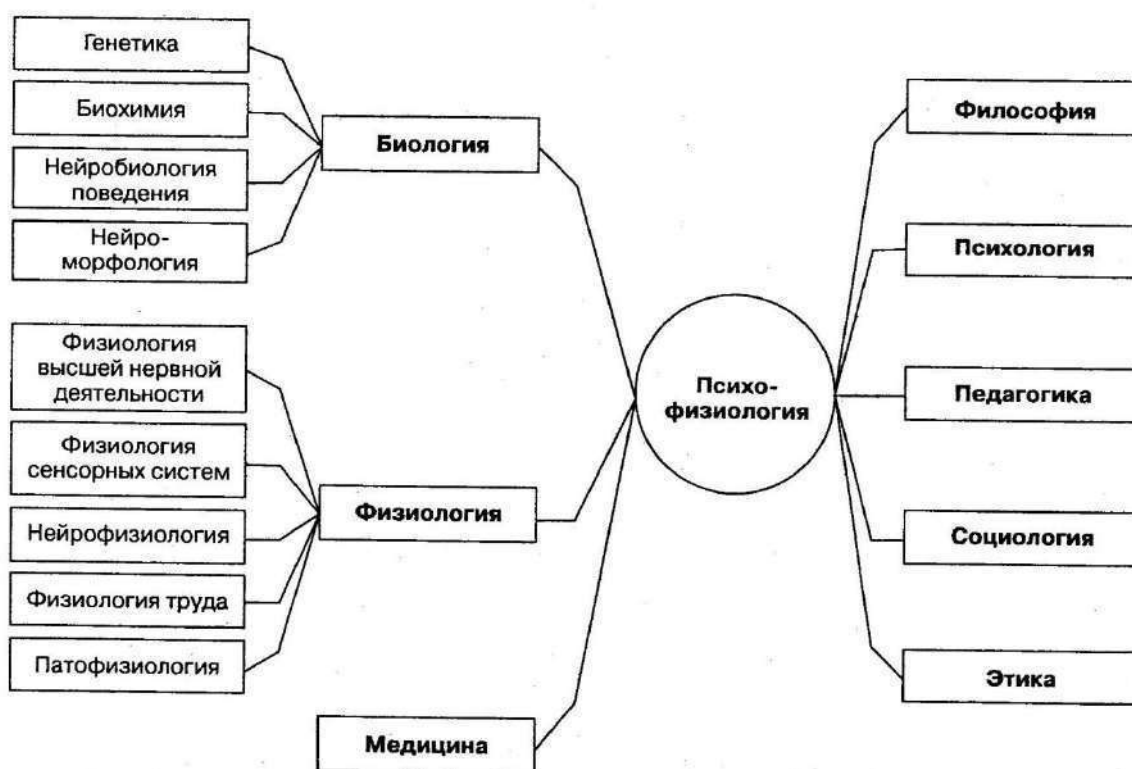 Генетика
Биохимия
Нейробиология
поведения
Нейро-
морфология
Биология
Физиология
высшей нервной
деятельности
Физиология
сенсорных систем
Нейрофизиология
Физиология труда
Патофизиология
Физиология
Медицина
Психо-
физиология
Философия
Психология
Педагогика
Социология
Этика